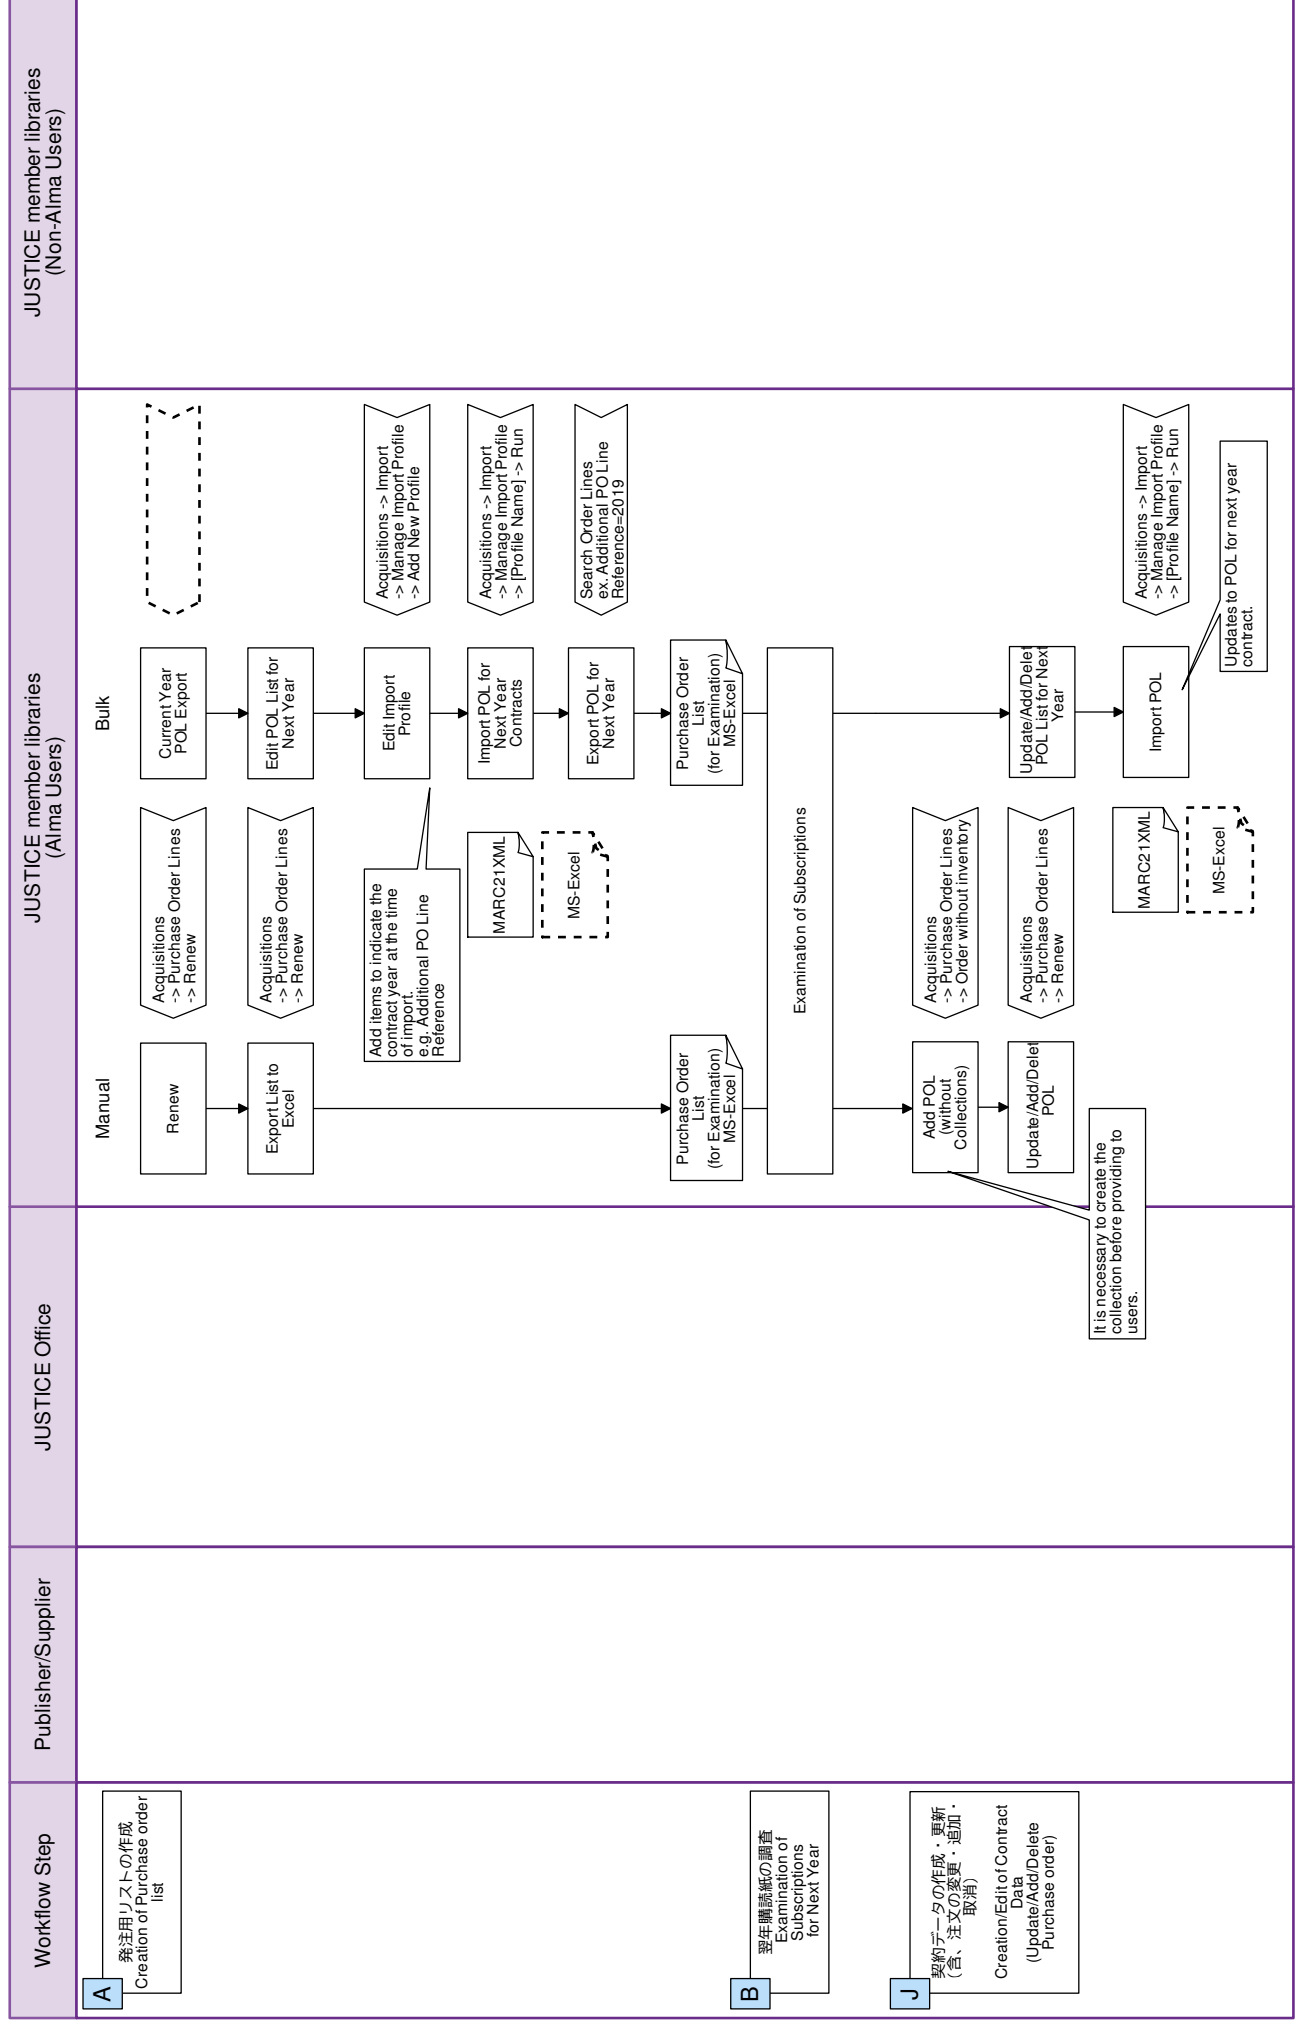 Workflow Step
Publisher/Supplier
JUSTICE Office
JUSTICE member libraries
(Alma Users)
JUSTICE member libraries
(Non-Alma Users)
A
発注用リストの作成
Creation of Purchase order
list
Manual
Bulk
Renew
Acquisitions
-> Purchase Order Lines
-> Renew
Current Year
POL Export
Export List to
Excel
Acquisitions
-> Purchase Order Lines
-> Renew
Edit POL List for
Next Year
Add items to indicate the
contract year at the time
of import.
e.g. Additional PO Line
Reference
Edit Import
Profile
Acquisitions -> Import
-> Manage Import Profile
-> Add New Profile
MARC21XML
Import POL for
Next Year
Contracts
Acquisitions -> Import
-> Manage Import Profile
-> [Profile Name] -> Run
MS-Excel
Export POL for
Next Year
Search Order Lines
ex. Additional PO Line
Reference=2019
Purchase Order
List
(for Examination)
MS-Excel
Purchase Order
List
(for Examination)
MS-Excel
B
翌年購読紙の調査
Examination of
Subscriptions
for Next Year
Examination of Subscriptions
J
契約データの作成・更新
（含、注文の変更・追加・
取消）
Creation/Edit of Contract
Data
(Update/Add/Delete
Purchase order)
Add POL
(without
Collections)
Acquisitions
-> Purchase Order Lines
-> Order without inventory
Update/Add/Delet
POL
Acquisitions
-> Purchase Order Lines
-> Renew
Update/Add/Delet
POL List for Next
Year
It is necessary to create the
collection before providing to
users.
MARC21XML
Import POL
Acquisitions -> Import
-> Manage Import Profile
-> [Profile Name] -> Run
MS-Excel
Updates to POL for next year
contract.